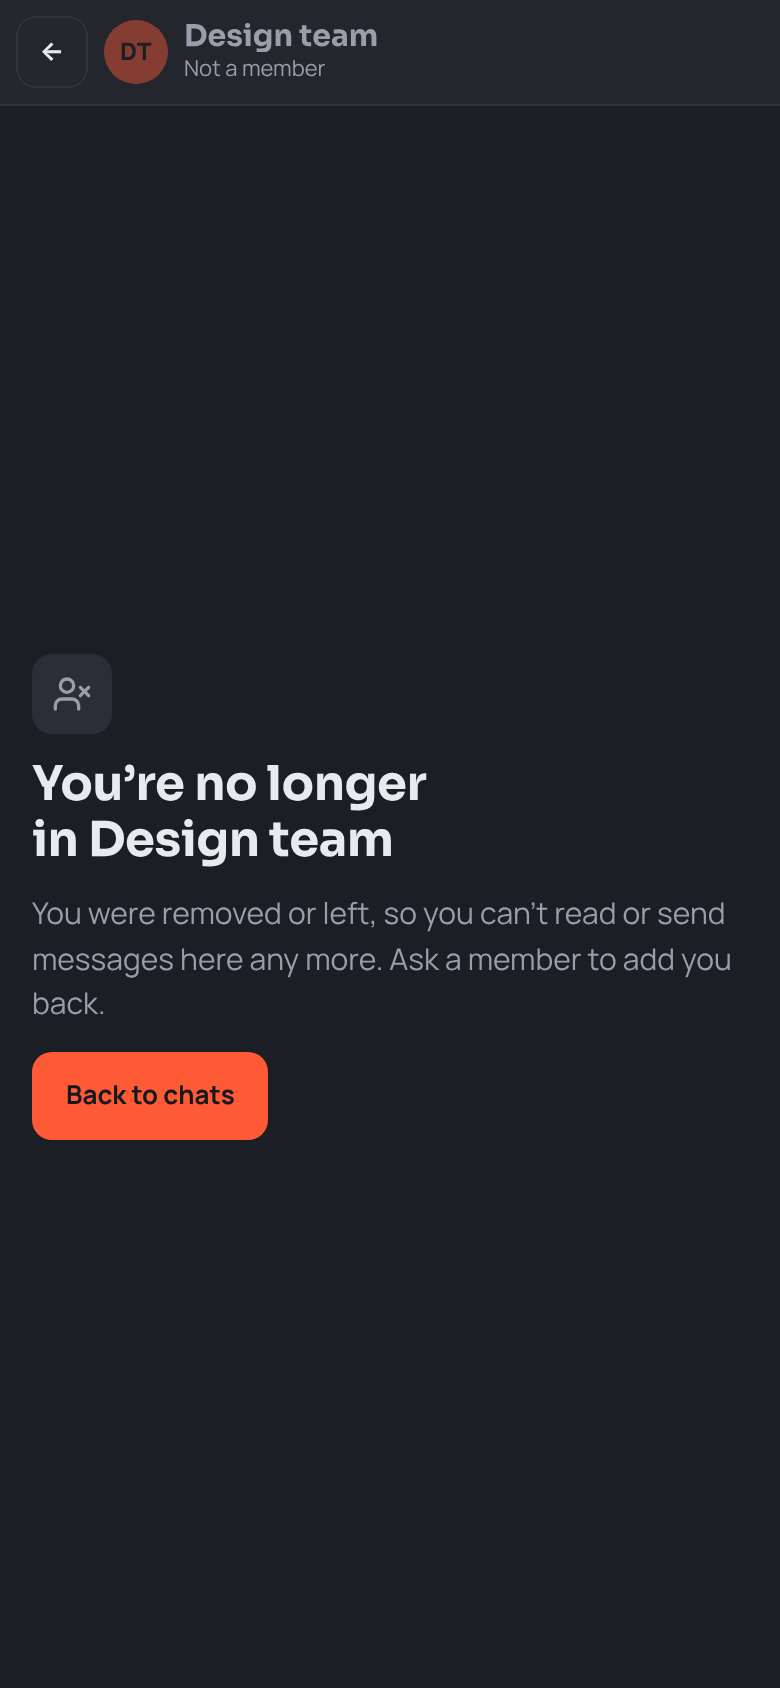 DT
Design team
Not a member
You’re no longer
in Design team
You were removed or left, so you can’t read or send
messages here any more. Ask a member to add you
back.
Back to chats